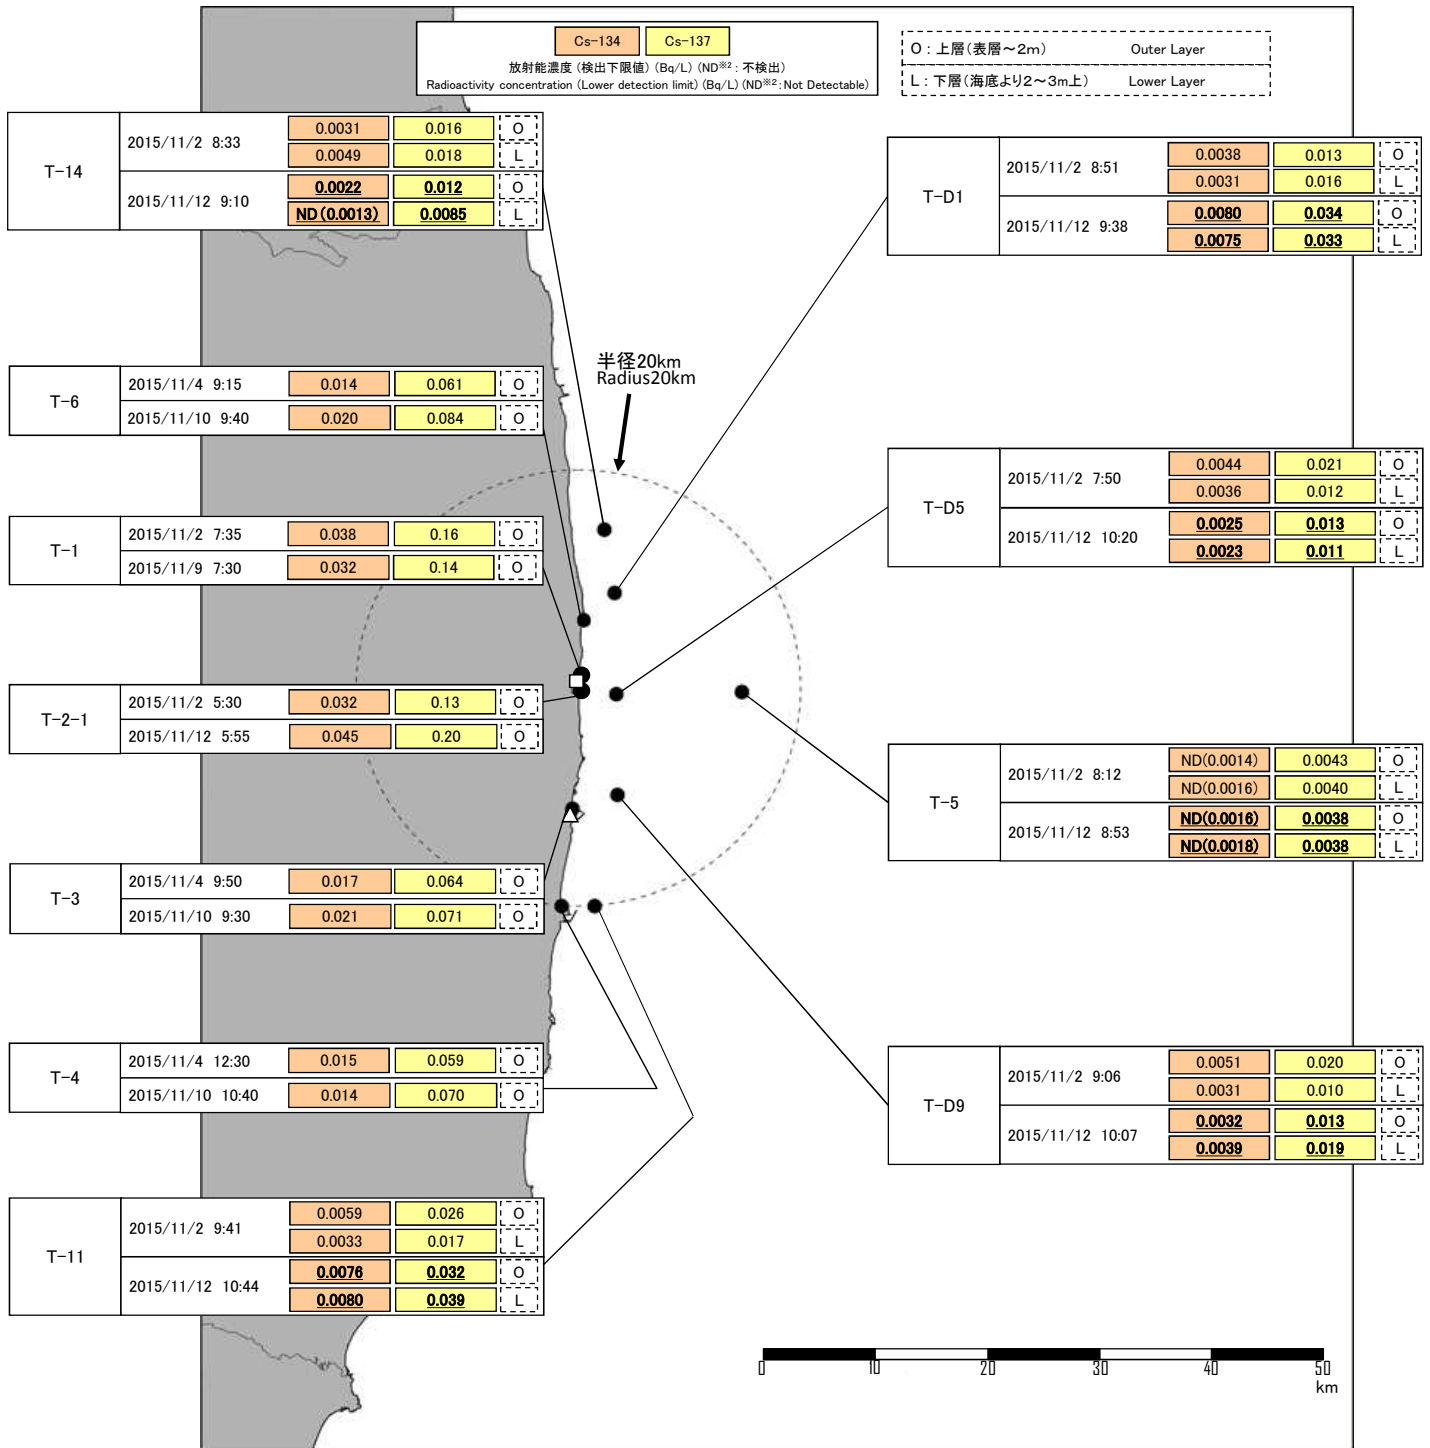 Cs-134 Cs-137
放射能濃度 (検出下限値) (Bq/L) (ND※2 : 不検出)
Radioactivity concentration (Lower detection limit) (Bq/L) (ND※2 : Not Detectable)
O : 上層(表層～2m) Outer Layer
L : 下層(海底より2～3m上) Lower Layer
T-14
2015/11/2 8:33
0.0031 0.016 O
0.0049 0.018 L
2015/11/12 9:10
0.0022 0.012 O
ND(0.0013) 0.0085 L
T-D1
2015/11/2 8:51
0.0038 0.013 O
0.0031 0.016 L
2015/11/12 9:38
0.0080 0.034 O
0.0075 0.033 L
半径20km
Radius20km
T-6
2015/11/4 9:15 0.014 0.061 O
2015/11/10 9:40 0.020 0.084 O
T-D5
2015/11/2 7:50
0.0044 0.021 O
0.0036 0.012 L
2015/11/12 10:20
0.0025 0.013 O
0.0023 0.011 L
T-1
2015/11/2 7:35 0.038 0.16 O
2015/11/9 7:30 0.032 0.14 O
T-2-1
2015/11/2 5:30 0.032 0.13 O
2015/11/12 5:55 0.045 0.20 O
T-5
2015/11/2 8:12
ND(0.0014) 0.0043 O
ND(0.0016) 0.0040 L
2015/11/12 8:53
ND(0.0016) 0.0038 O
ND(0.0018) 0.0038 L
T-3
2015/11/4 9:50 0.017 0.064 O
2015/11/10 9:30 0.021 0.071 O
T-4
2015/11/4 12:30 0.015 0.059 O
2015/11/10 10:40 0.014 0.070 O
T-D9
2015/11/2 9:06
0.0051 0.020 O
0.0031 0.010 L
2015/11/12 10:07
0.0032 0.013 O
0.0039 0.019 L
T-11
2015/11/2 9:41
0.0059 0.026 O
0.0033 0.017 L
2015/11/12 10:44
0.0076 0.032 O
0.0080 0.039 L
0 10 20 30 40 50
km